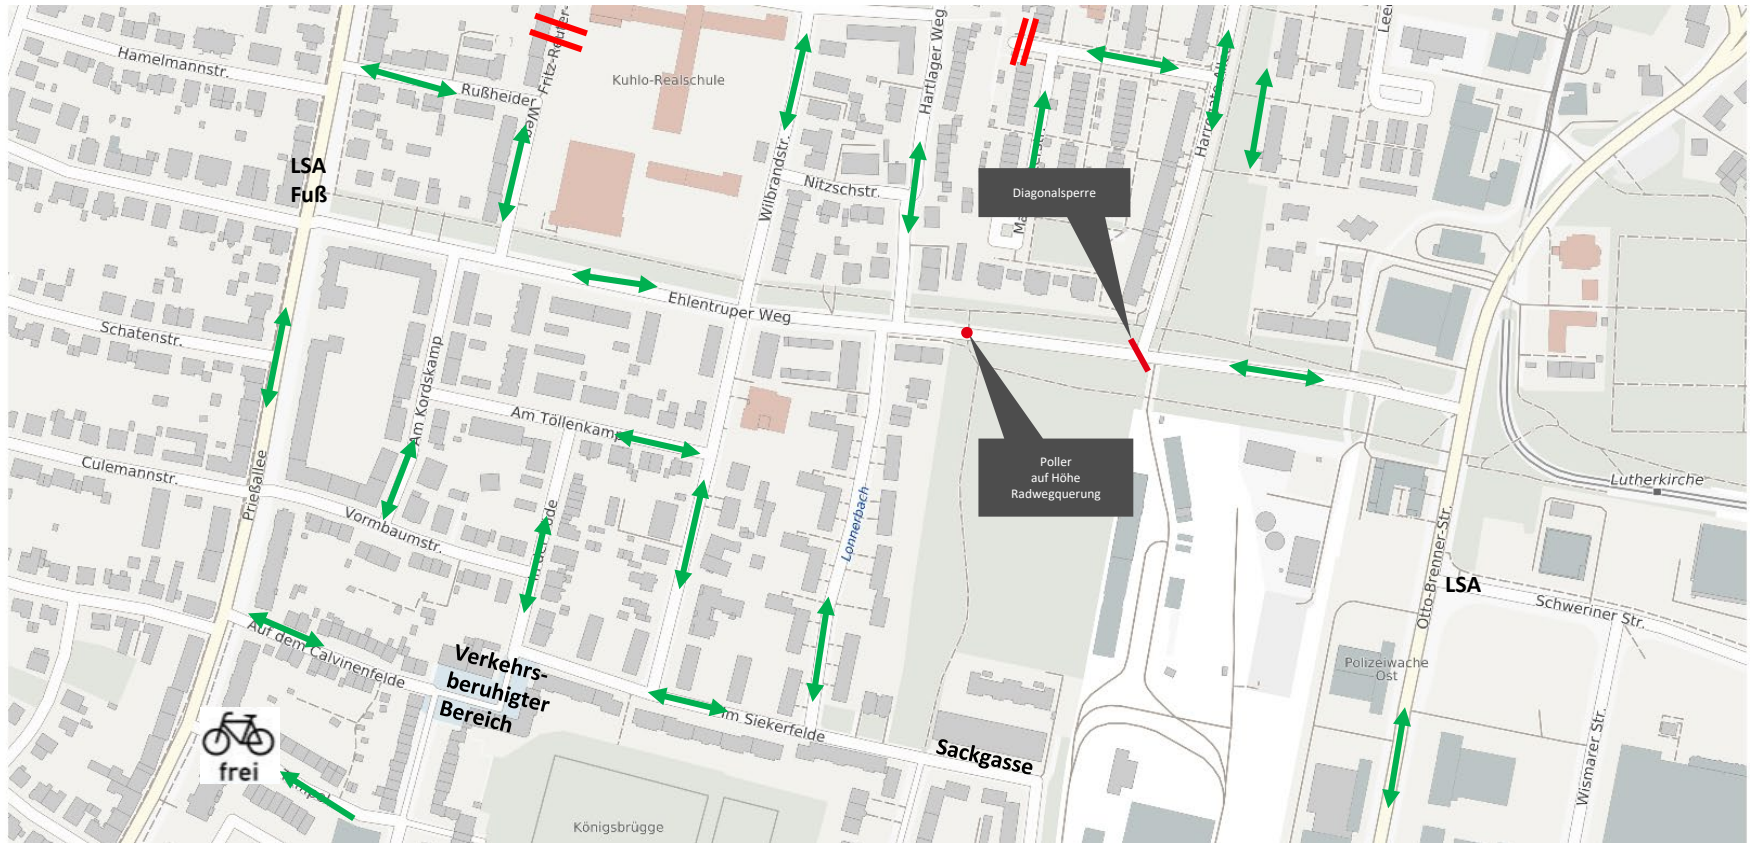 Hamelmannstr.
Rußheider
Weg
Fritz-Reuter-
Kuhlo-Realschule
Hartlager Weg
Wilbrandstr.
Nitzschstr.
LSA
Fuß
Diagonalsperre
Ehlentruper Weg
Schatenstr.
Am Kordskamp
Am Töllenkamp
Culemannstr.
Prießallee
Vormbaumstr.
Poller
auf Höhe
Radwegquerung
Lonnerbach
Lutherkirche
Otto-Brenner-Str.
LSA
Schweriner Str.
Auf dem Calvinenfelde
Verkehrs-
beruhigter
Bereich
Polizeiwache
Ost
Im Siekerfelde
Sackgasse
Wismarer Str.
frei
Königsbrügge